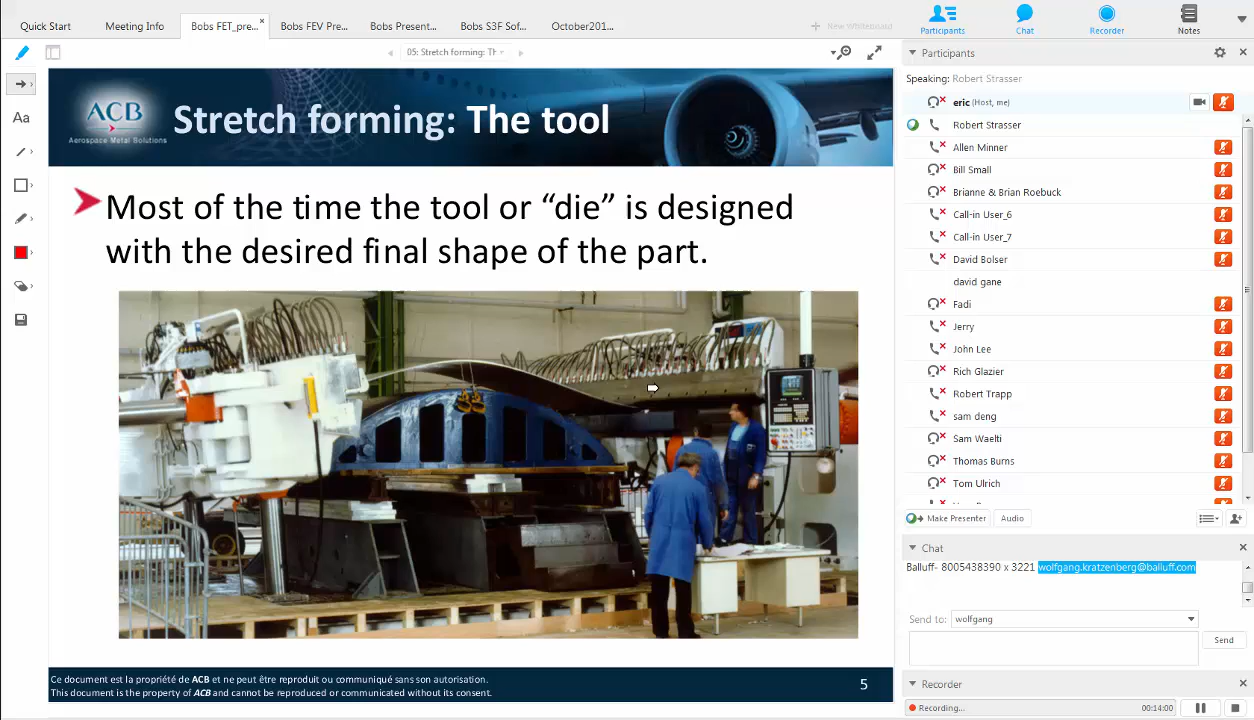 Quick Start
Meeting Info
Bobs FET_pre...
Bobs FEV Pre...
Bobs Present...
Bobs S3F Sof...
October201...
New Whiteboard
Participants
Chat
Recorder
Notes
05: Stretch forming: Th
Aa
ACB
Aerospace Metal Solutions
Stretch forming: The tool
Most of the time the tool or “die” is designed
with the desired final shape of the part.
Ce document est la propriété de ACB et ne peut être reproduit ou communiqué sans son autorisation.
This document is the property of ACB and cannot be reproduced or communicated without its consent.
5
Participants
Speaking: Robert Strasser
eric (Host, me)
Robert Strasser
Allen Minner
Bill Small
Brianne & Brian Roebuck
Call-in User_6
Call-in User_7
David Bolser
david gane
Fadi
Jerry
John Lee
Rich Glazier
Robert Trapp
sam deng
Sam Waelti
Thomas Burns
Tom Ulrich
Make Presenter
Audio
Chat
Balluff- 8005438390 x 3221 wolfgang.kratzenberg@balluff.com
Send to: wolfgang
Send
Recorder
Recording...
00:14:00